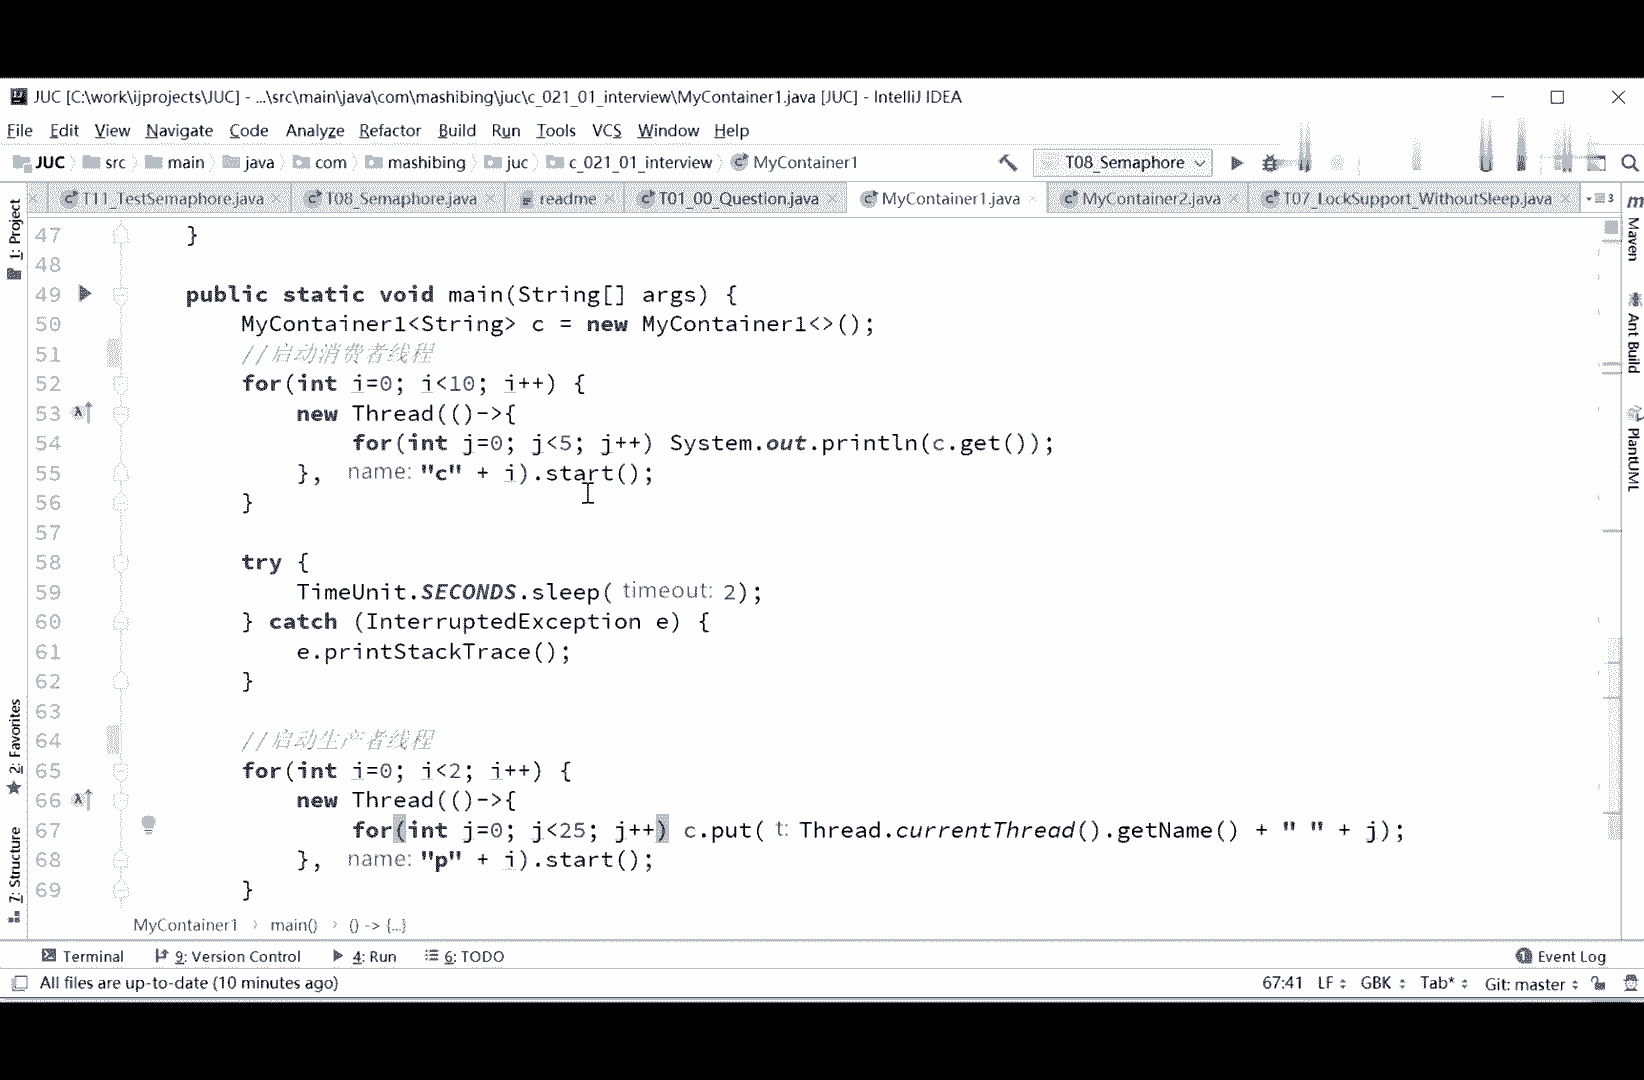 JUC [C:\work\ijprojects\JUC] - ...\src\main\java\com\mashibing\juc\c_021_01_interview\MyContainer1.java [JUC] - IntelliJ IDEA
File Edit View Navigate Code Analyze Refactor Build Run Tools VCS Window Help
JUC src main java com mashibing juc c_021_01_interview MyContainer1 T08_Semaphore
T11_TestSemaphore.java T08_Semaphore.java readme T01_00_Question.java MyContainer1.java MyContainer2.java T07_LockSupport_WithoutSleep.java 3
1: Project
2: Favorites
7: Structure
47 }
48
49 public static void main(String[] args) {
50 MyContainer1<String> c = new MyContainer1<>();
51 //启动消费者线程
52 for(int i=0; i<10; i++) {
53 new Thread(()->{
54 for(int j=0; j<5; j++) System.out.println(c.get());
55 }, name: "c" + i).start();
56 }
57
58 try {
59 TimeUnit.SECONDS.sleep( timeout: 2);
60 } catch (InterruptedException e) {
61 e.printStackTrace();
62 }
63
64 //启动生产者线程
65 for(int i=0; i<2; i++) {
66 new Thread(()->{
67 for(int j=0; j<25; j++) c.put( t: Thread.currentThread().getName() + " " + j);
68 }, name: "p" + i).start();
69 }
m
Maven
Ant Build
PlantUML
MyContainer1 main() () -> {...}
Terminal 9: Version Control 4: Run 6: TODO 1 Event Log
All files are up-to-date (10 minutes ago) 67:41 LF GBK Tab* Git: master